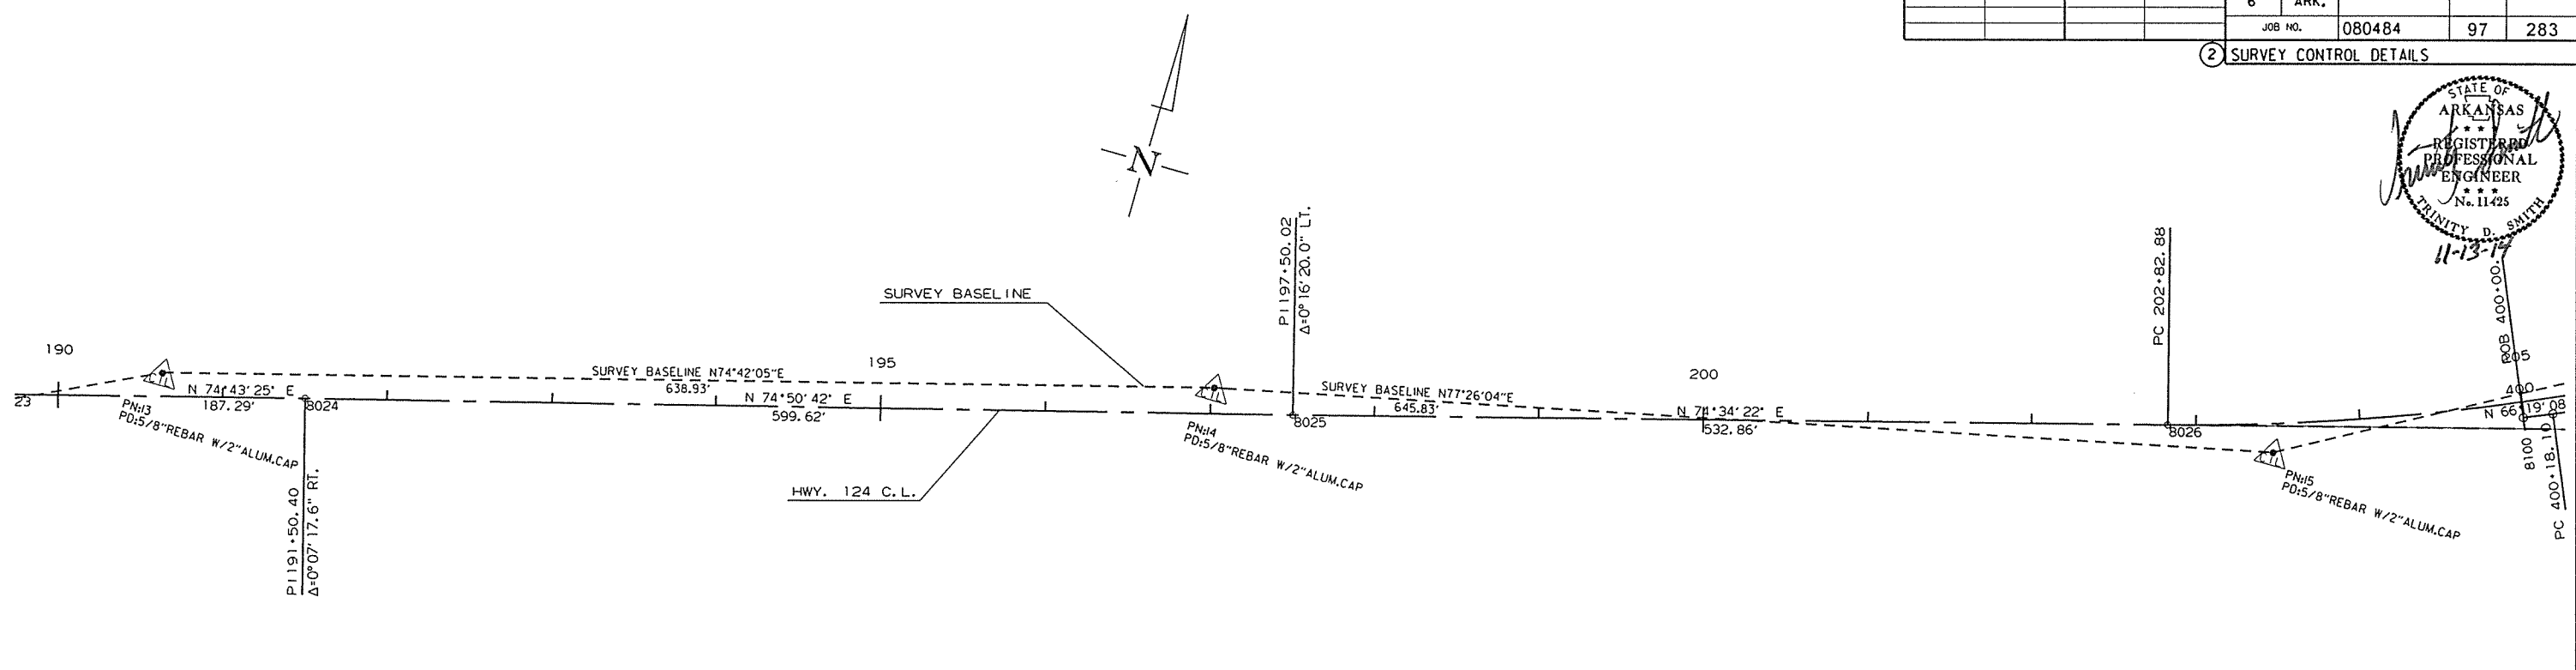 6 ARK.
JOB NO. 080484 97 283
2 SURVEY CONTROL DETAILS
STATE OF
ARKANSAS
REGISTERED
PROFESSIONAL
ENGINEER
No. 11425
TRINITY D. SMITH
N
SURVEY BASELINE
PI 197+50.02
Δ=0°16'20.0" LT.
PC 202+82.88
POB 400+00.
190
195
200
205
400
SURVEY BASELINE N74°42'05"E
638.93'
SURVEY BASELINE N77°26'04"E
645.83'
23
N 74°43'25" E
187.29'
8024
N 74°50'42" E
599.62'
8025
N 74°34'22" E
532.86'
8026
N 66°19'08
8100
PC 400+18.10
PN:13
PD:5/8"REBAR W/2"ALUM.CAP
PN:14
PD:5/8"REBAR W/2"ALUM.CAP
PN:15
PD:5/8"REBAR W/2"ALUM.CAP
HWY. 124 C.L.
PI 191+50.40
Δ=0°07'17.6" RT.